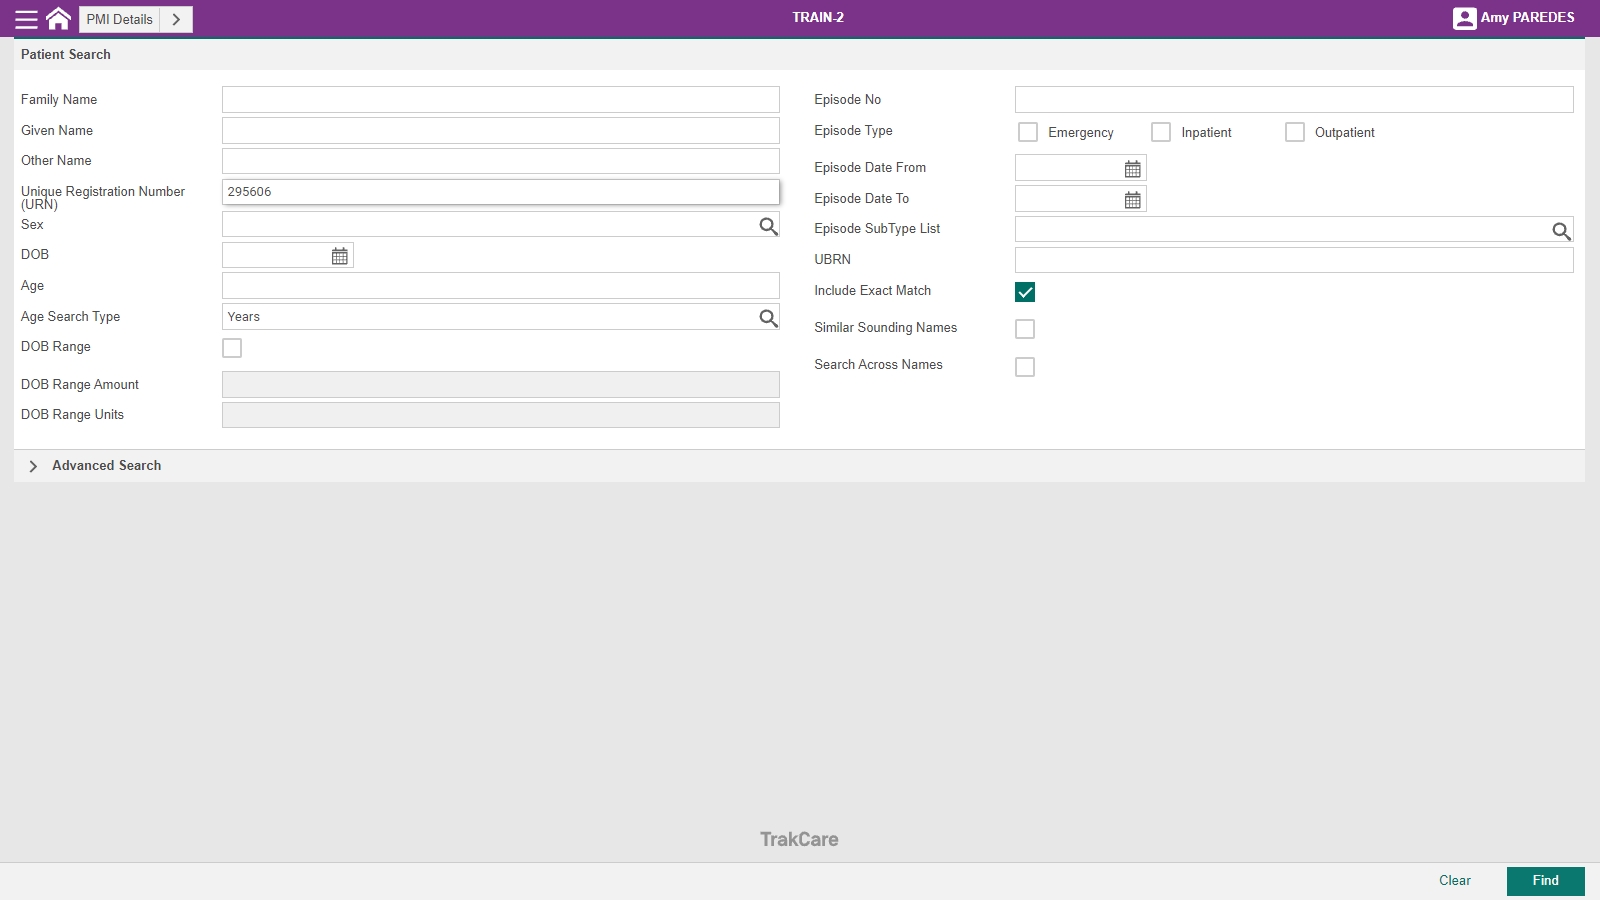 PMI Details
TRAIN-2
Amy PAREDES
Patient Search
Family Name
Given Name
Other Name
Unique Registration Number
(URN)
295606
Sex
DOB
Age
Age Search Type
Years
DOB Range
DOB Range Amount
DOB Range Units
Episode No
Episode Type
Emergency
Inpatient
Outpatient
Episode Date From
Episode Date To
Episode SubType List
UBRN
Include Exact Match
Similar Sounding Names
Search Across Names
Advanced Search
TrakCare
Clear
Find